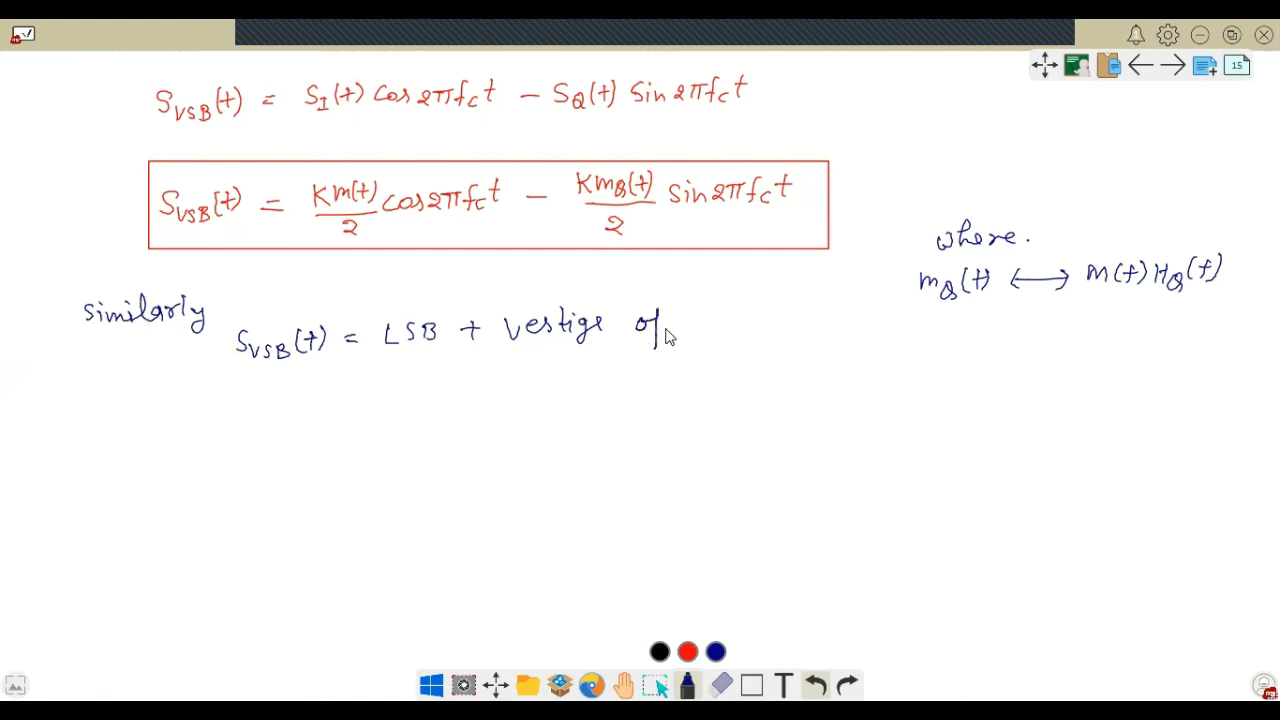 15
S_VSB(t) = S_I(t) cos 2πf_c t − S_Q(t) sin 2πf_c t
S_VSB(t) = Km(t)/2 cos 2πf_c t − Km_Q(t)/2 sin 2πf_c t
where.
m_Q(t) ⟷ M(f) H_Q(f)
similarly
S_VSB(t) = LSB + vestige of
T